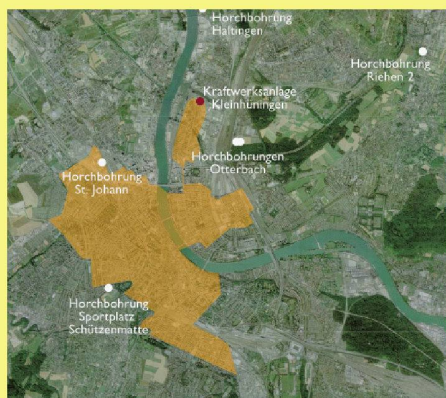 Horchbohrung
Haltingen
Horchbohrung
Riehen 2
Kraftwerksanlage
Kleinhüningen
Horchbohrungen
Otterbach
Horchbohrung
St. Johann
Horchbohrung
Sportplatz
Schützenmatte